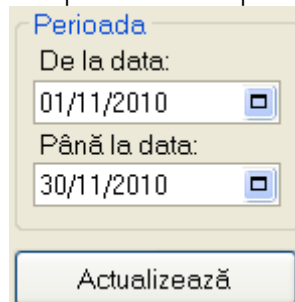 Perioada
De la data:
01/11/2010
Până la data:
30/11/2010
Actualizează